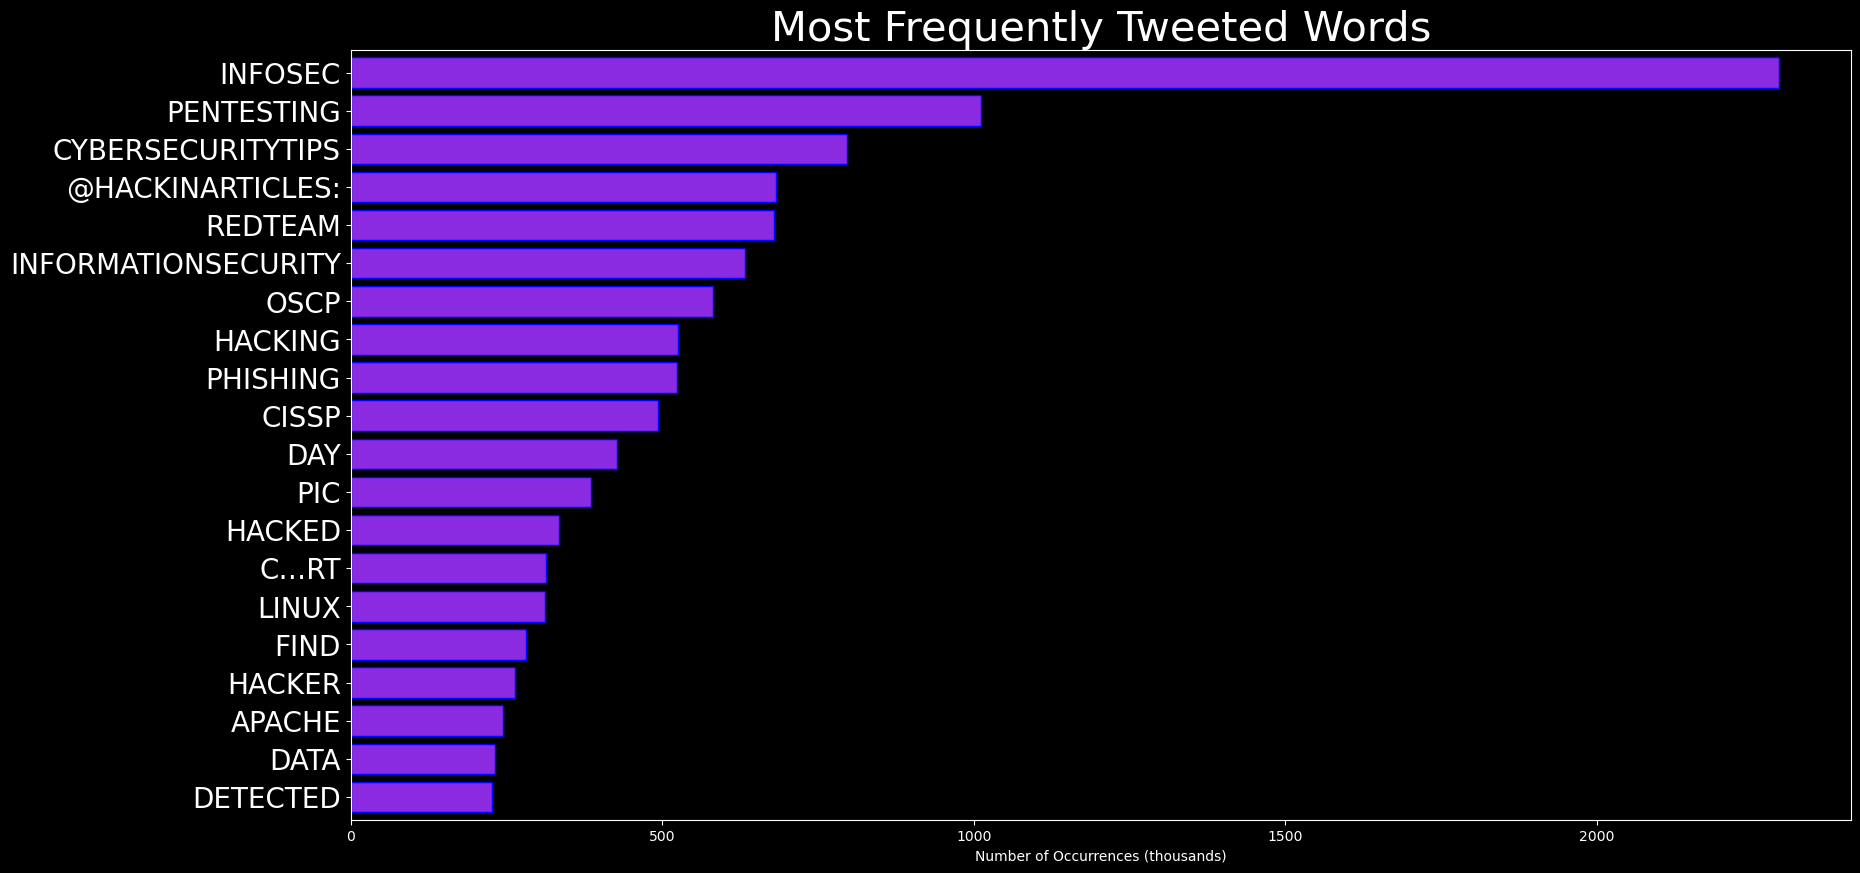 Most Frequently Tweeted Words
INFOSEC
PENTESTING
CYBERSECURITYTIPS
@HACKINARTICLES:
REDTEAM
INFORMATIONSECURITY
OSCP
HACKING
PHISHING
CISSP
DAY
PIC
HACKED
C…RT
LINUX
FIND
HACKER
APACHE
DATA
DETECTED
0 500 1000 1500 2000
Number of Occurrences (thousands)